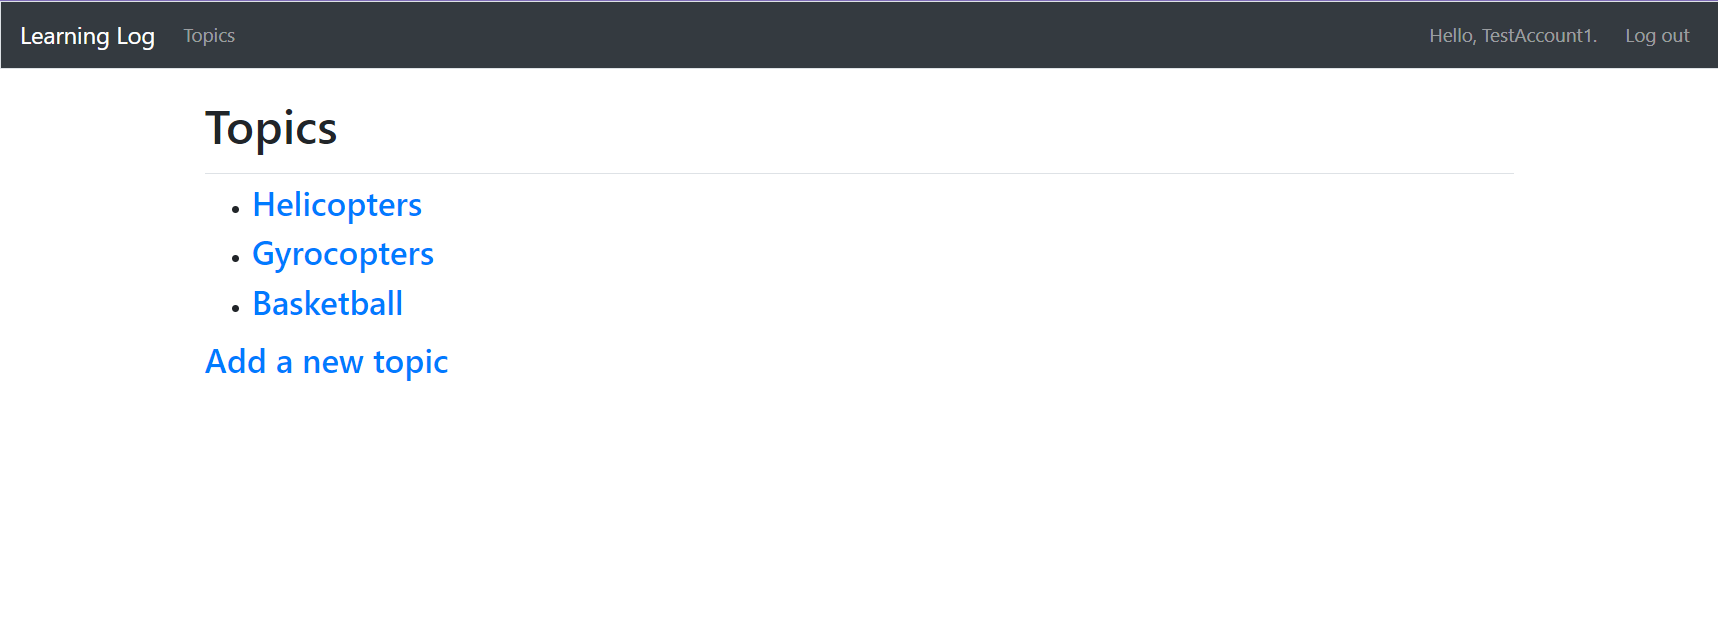 Learning Log Topics Hello, TestAccount1. Log out
Topics
Helicopters
Gyrocopters
Basketball
Add a new topic